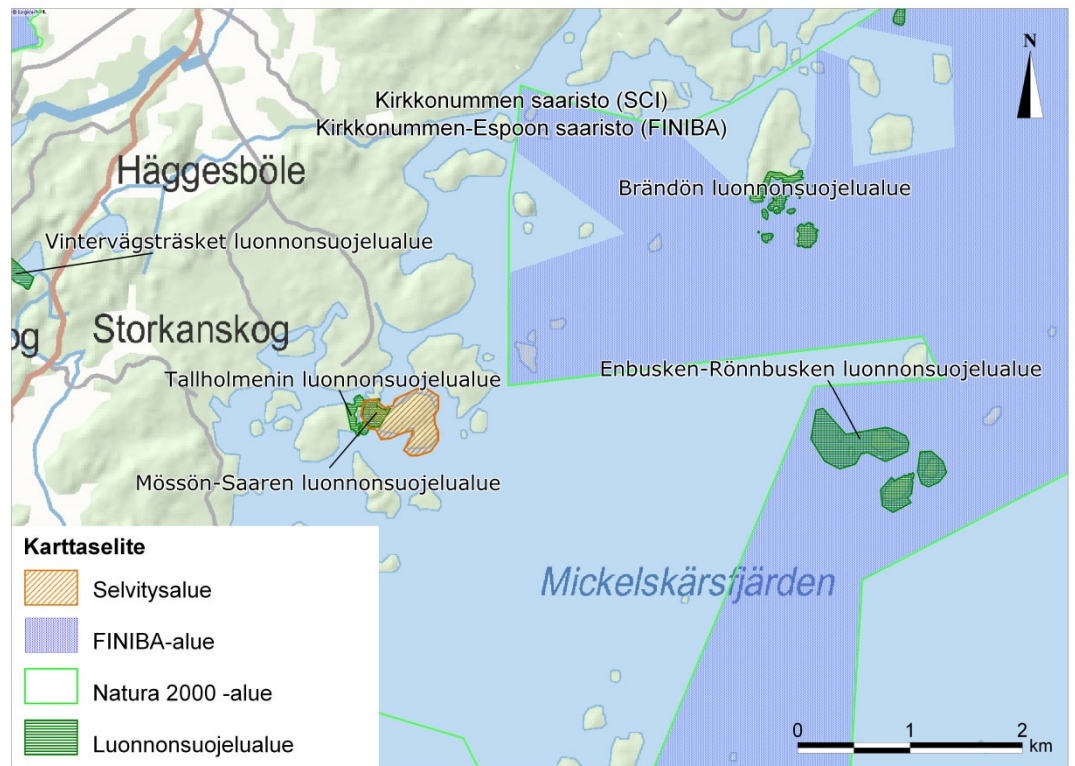 N
Kirkkonummen saaristo (SCI)
Kirkkonummen-Espoon saaristo (FINIBA)
Häggesböle
Brändön luonnonsuojelualue
Vintervägsträsket luonnonsuojelualue
og
Storkanskog
Tallholmenin luonnonsuojelualue
Enbusken-Rönnbusken luonnonsuojelualue
Mössön-Saaren luonnonsuojelualue
Mickelskärsfjärden
Karttaselite
Selvitysalue
FINIBA-alue
Natura 2000 -alue
Luonnonsuojelualue
0 1 2
km